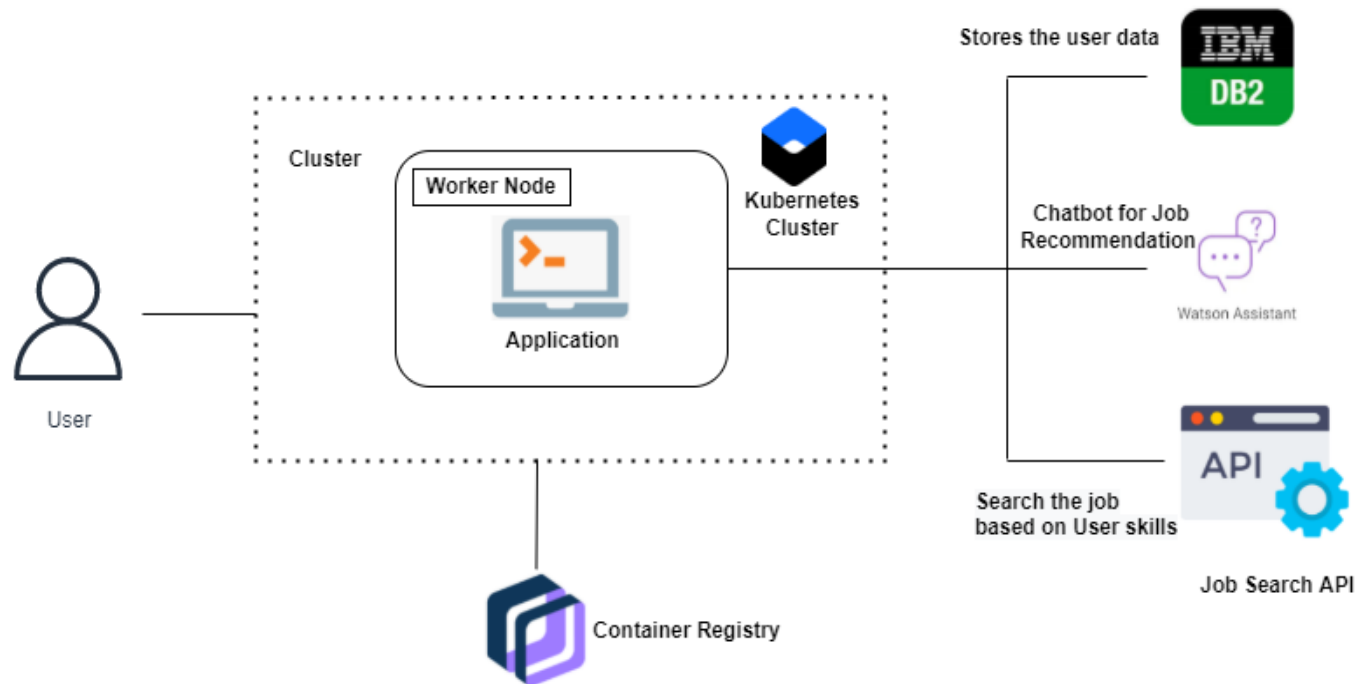 Stores the user data
IBM
DB2
Cluster
Worker Node
Kubernetes
Cluster
Application
Chatbot for Job
Recommendation
?
Watson Assistant
User
API
Search the job
based on User skills
Job Search API
Container Registry